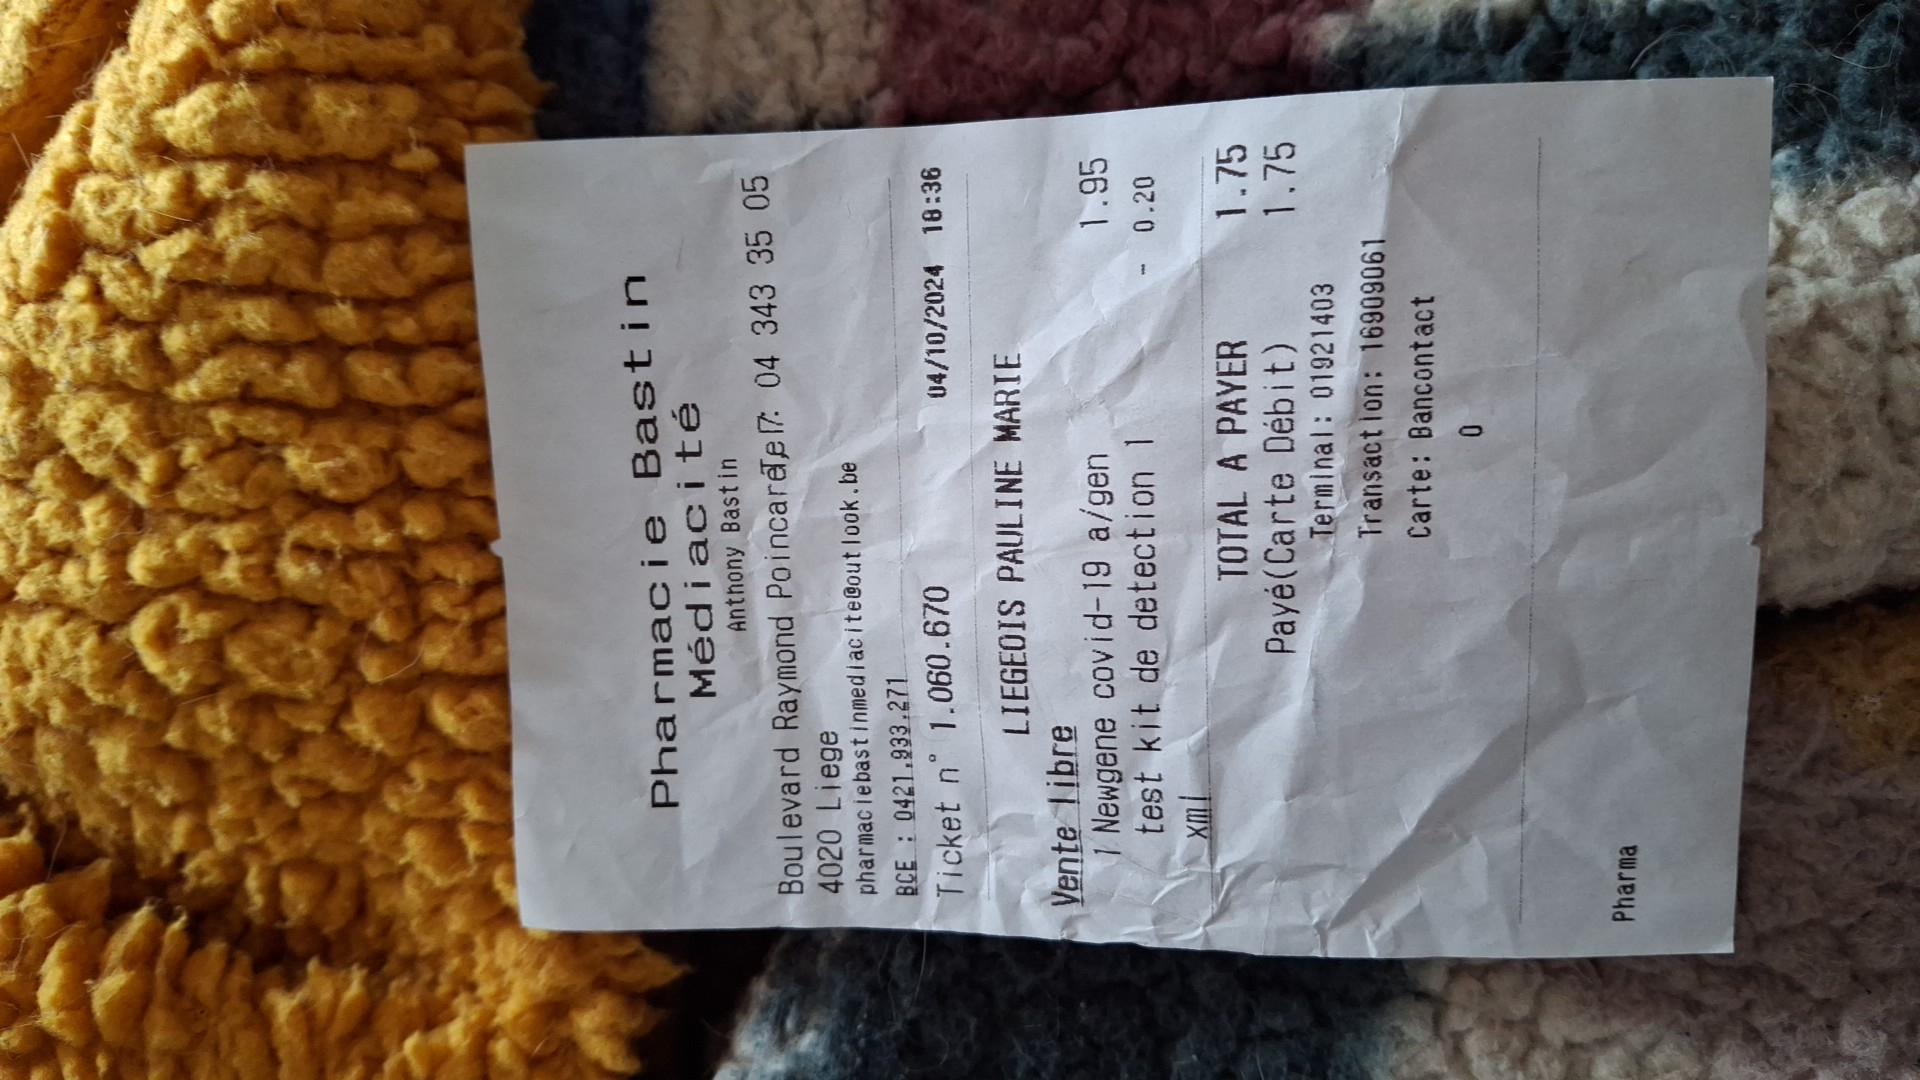 Pharmacie Bastin
Médiacité
Anthony Bastin
Boulevard Raymond Poincaré, 7 Tel: 04 343 35 05
4020 Liege
pharmaciebastinmediacite@outlook.be
BCE : 0421.933.271
Ticket n° 1.060.670 04/10/2024 18:36
LIEGEOIS PAULINE MARIE
Vente libre
1 Newgene covid-19 a/gen 1.95
test kit de detection 1 - 0.20
xml
TOTAL A PAYER 1.75
Payé(Carte Débit) 1.75
Terminal: 01921403
Transaction: 16909061
Carte: Bancontact
0
Pharma